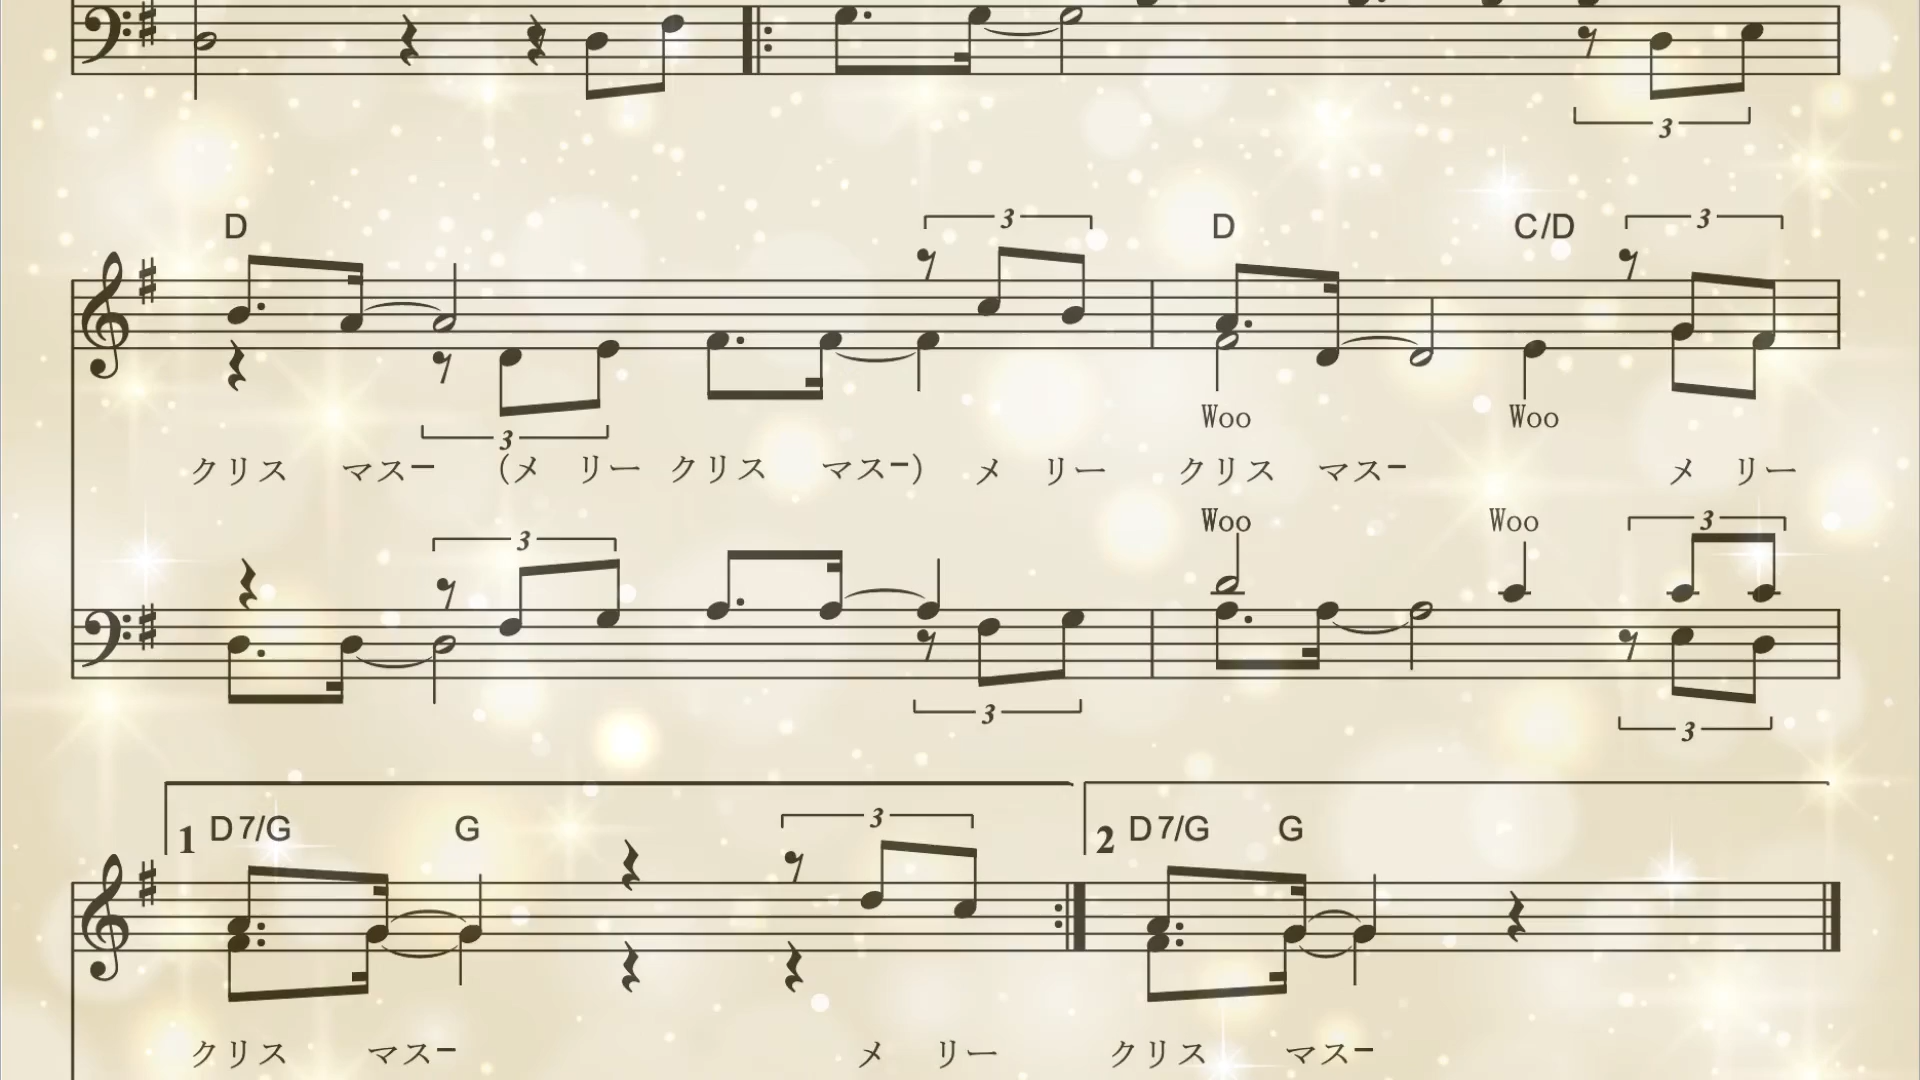 3
D 3 D C/D 3
Woo Woo
3
クリス マスー (メ リー クリス マスー) メ リー クリス マスー メ リー
Woo Woo
3 3
3 3
1 D7/G G 3 2 D7/G G
クリス マスー メ リー クリス マスー